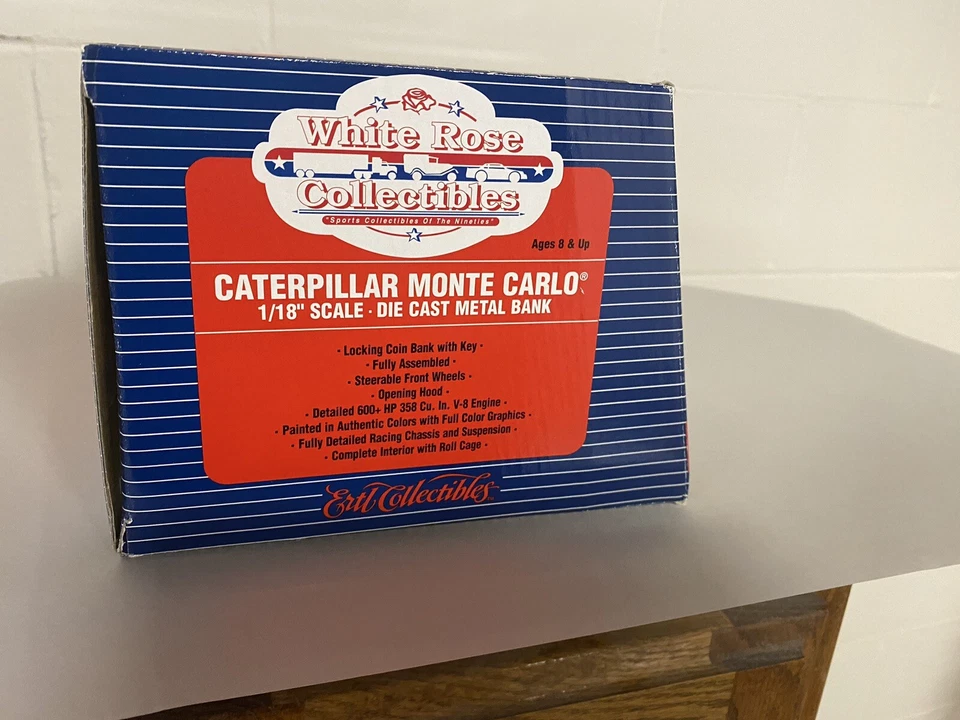 White Rose
Collectibles
"Sports Collectibles Of The Nineties"
Ages 8 & Up
CATERPILLAR MONTE CARLO®
1/18" SCALE · DIE CAST METAL BANK
· Locking Coin Bank with Key ·
· Fully Assembled ·
· Steerable Front Wheels ·
· Opening Hood ·
· Detailed 600+ HP 358 Cu. In. V-8 Engine ·
· Painted in Authentic Colors with Full Color Graphics ·
· Fully Detailed Racing Chassis and Suspension ·
· Complete Interior with Roll Cage ·
Ertl Collectibles™